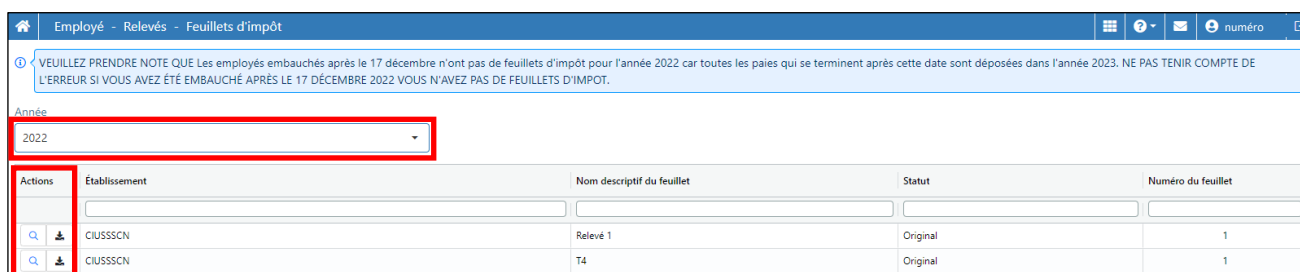 Employé - Relevés - Feuillets d'impôt numéro
VEUILLEZ PRENDRE NOTE QUE Les employés embauchés après le 17 décembre n'ont pas de feuillets d'impôt pour l'année 2022 car toutes les paies qui se terminent après cette date sont déposées dans l'année 2023. NE PAS TENIR COMPTE DE
L'ERREUR SI VOUS AVEZ ÉTÉ EMBAUCHÉ APRÈS LE 17 DÉCEMBRE 2022 VOUS N'AVEZ PAS DE FEUILLETS D'IMPOT.
Année
2022
Actions Établissement Nom descriptif du feuillet Statut Numéro du feuillet
CIUSSSCN Relevé 1 Original 1
CIUSSSCN T4 Original 1